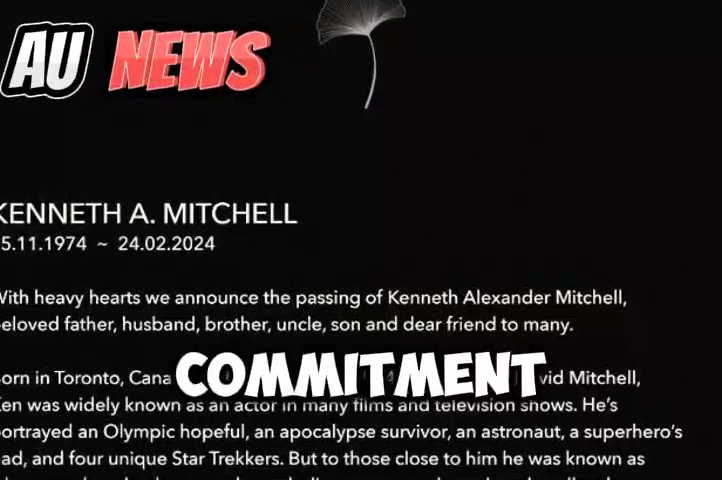 AU NEWS
KENNETH A. MITCHELL
5.11.1974 ~ 24.02.2024
With heavy hearts we announce the passing of Kenneth Alexander Mitchell,
beloved father, husband, brother, uncle, son and dear friend to many.
orn in Toronto, Cana vid Mitchell,
COMMITMENT
Ken was widely known as an actor in many films and television shows. He's
portrayed an Olympic hopeful, an apocalypse survivor, an astronaut, a superhero's
ad, and four unique Star Trekkers. But to those close to him he was known as